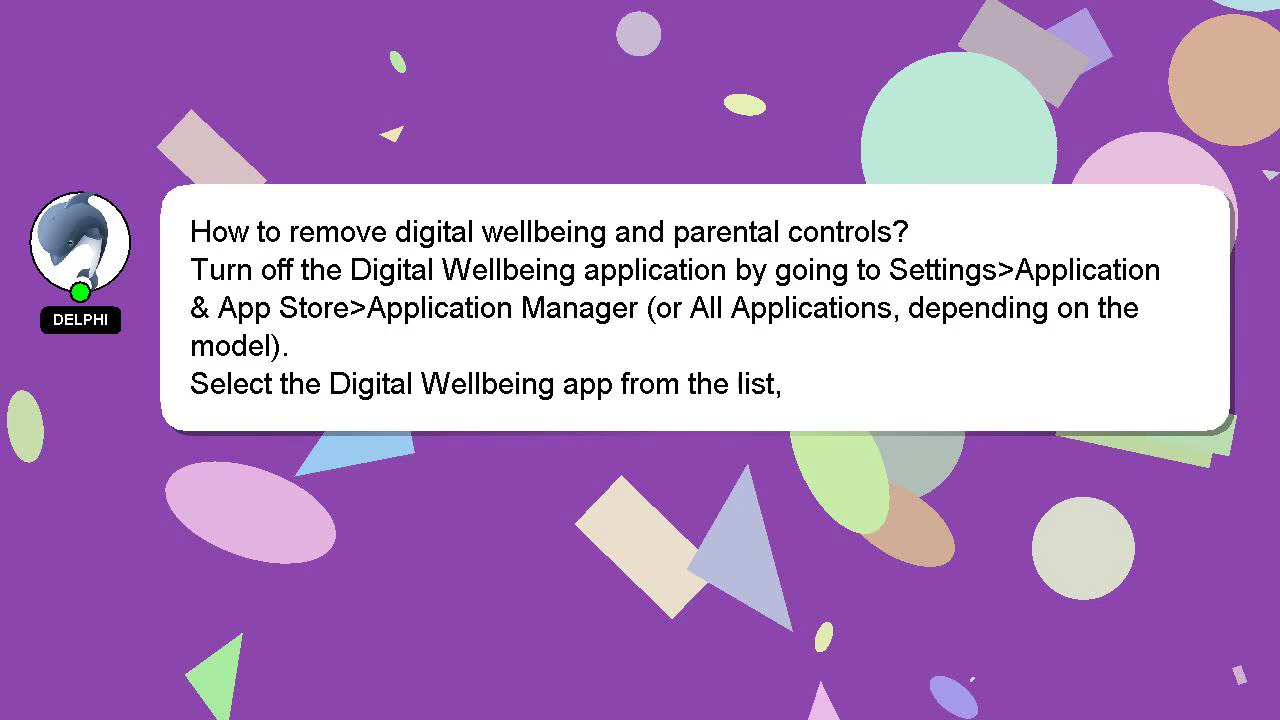 How to remove digital wellbeing and parental controls?
Turn off the Digital Wellbeing application by going to Settings>Application
& App Store>Application Manager (or All Applications, depending on the
model).
Select the Digital Wellbeing app from the list,
DELPHI